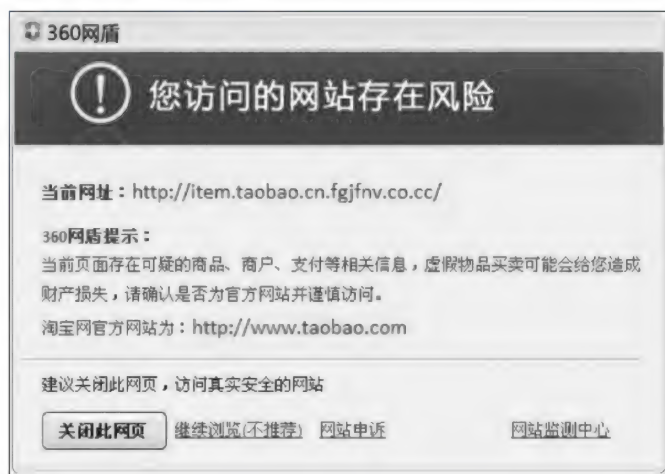 360网盾
您访问的网站存在风险
当前网址：http://item.taobao.cn.fgjfnv.co.cc/
360网盾提示：
当前页面存在可疑的商品、商户、支付等相关信息，虚假物品买卖可能会给您造成
财产损失，请确认是否为官方网站并谨慎访问。
淘宝网官方网站为：http://www.taobao.com
建议关闭此网页，访问真实安全的网站
关闭此网页 继续浏览(不推荐) 网站申诉 网站监测中心